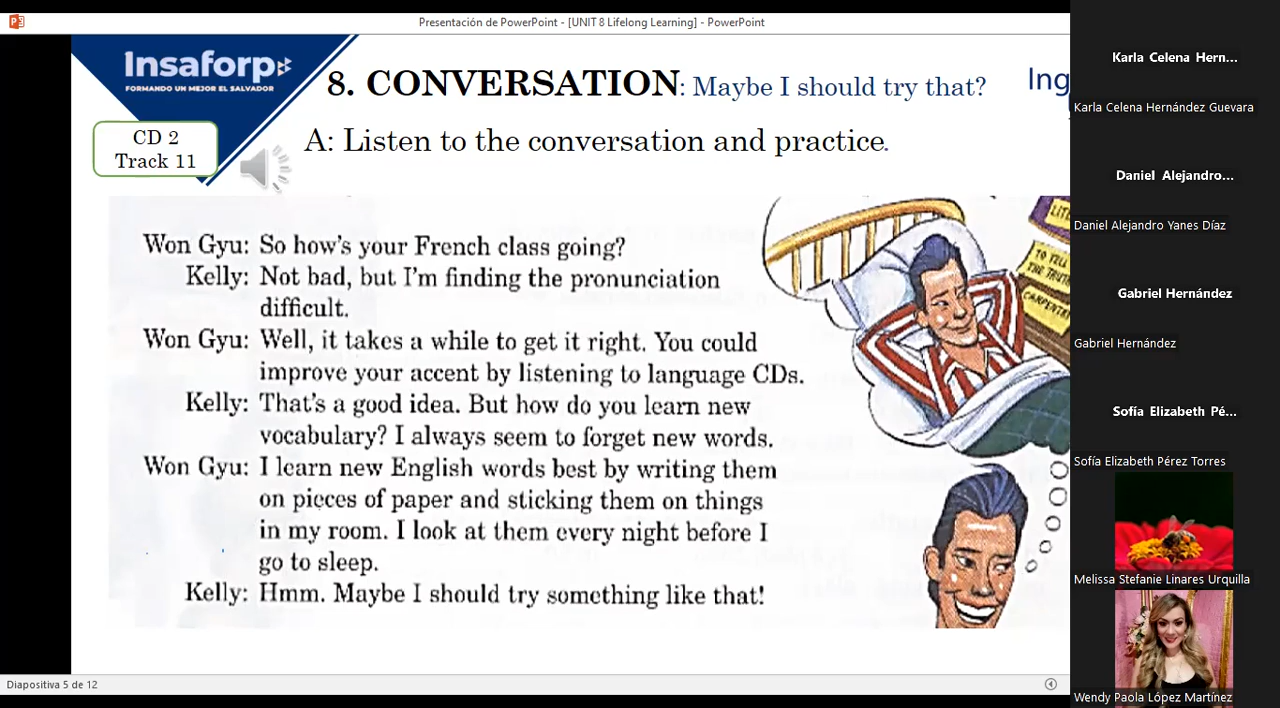 Presentación de PowerPoint - [UNIT 8 Lifelong Learning] - PowerPoint
Insaforp
FORMANDO UN MEJOR EL SALVADOR
8. CONVERSATION: Maybe I should try that?
Ing
CD 2
Track 11
A: Listen to the conversation and practice.
Won Gyu: So how's your French class going?
Kelly: Not bad, but I'm finding the pronunciation
difficult.
Won Gyu: Well, it takes a while to get it right. You could
improve your accent by listening to language CDs.
Kelly: That's a good idea. But how do you learn new
vocabulary? I always seem to forget new words.
Won Gyu: I learn new English words best by writing them
on pieces of paper and sticking them on things
in my room. I look at them every night before I
go to sleep.
Kelly: Hmm. Maybe I should try something like that!
TO TELL
THE TRUTH
Diapositiva 5 de 12
Karla Celena Hern...
Karla Celena Hernández Guevara
Daniel Alejandro...
Daniel Alejandro Yanes Díaz
Gabriel Hernández
Gabriel Hernández
Sofía Elizabeth Pé...
Sofía Elizabeth Pérez Torres
Melissa Stefanie Linares Urquilla
Wendy Paola López Martínez